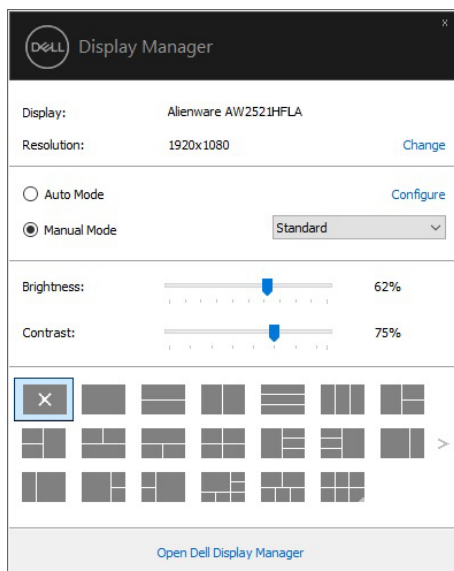 x
DELL Display Manager
Display: Alienware AW2521HFLA
Resolution: 1920x1080 Change
Auto Mode Configure
Manual Mode Standard
Brightness: 62%
Contrast: 75%
Open Dell Display Manager